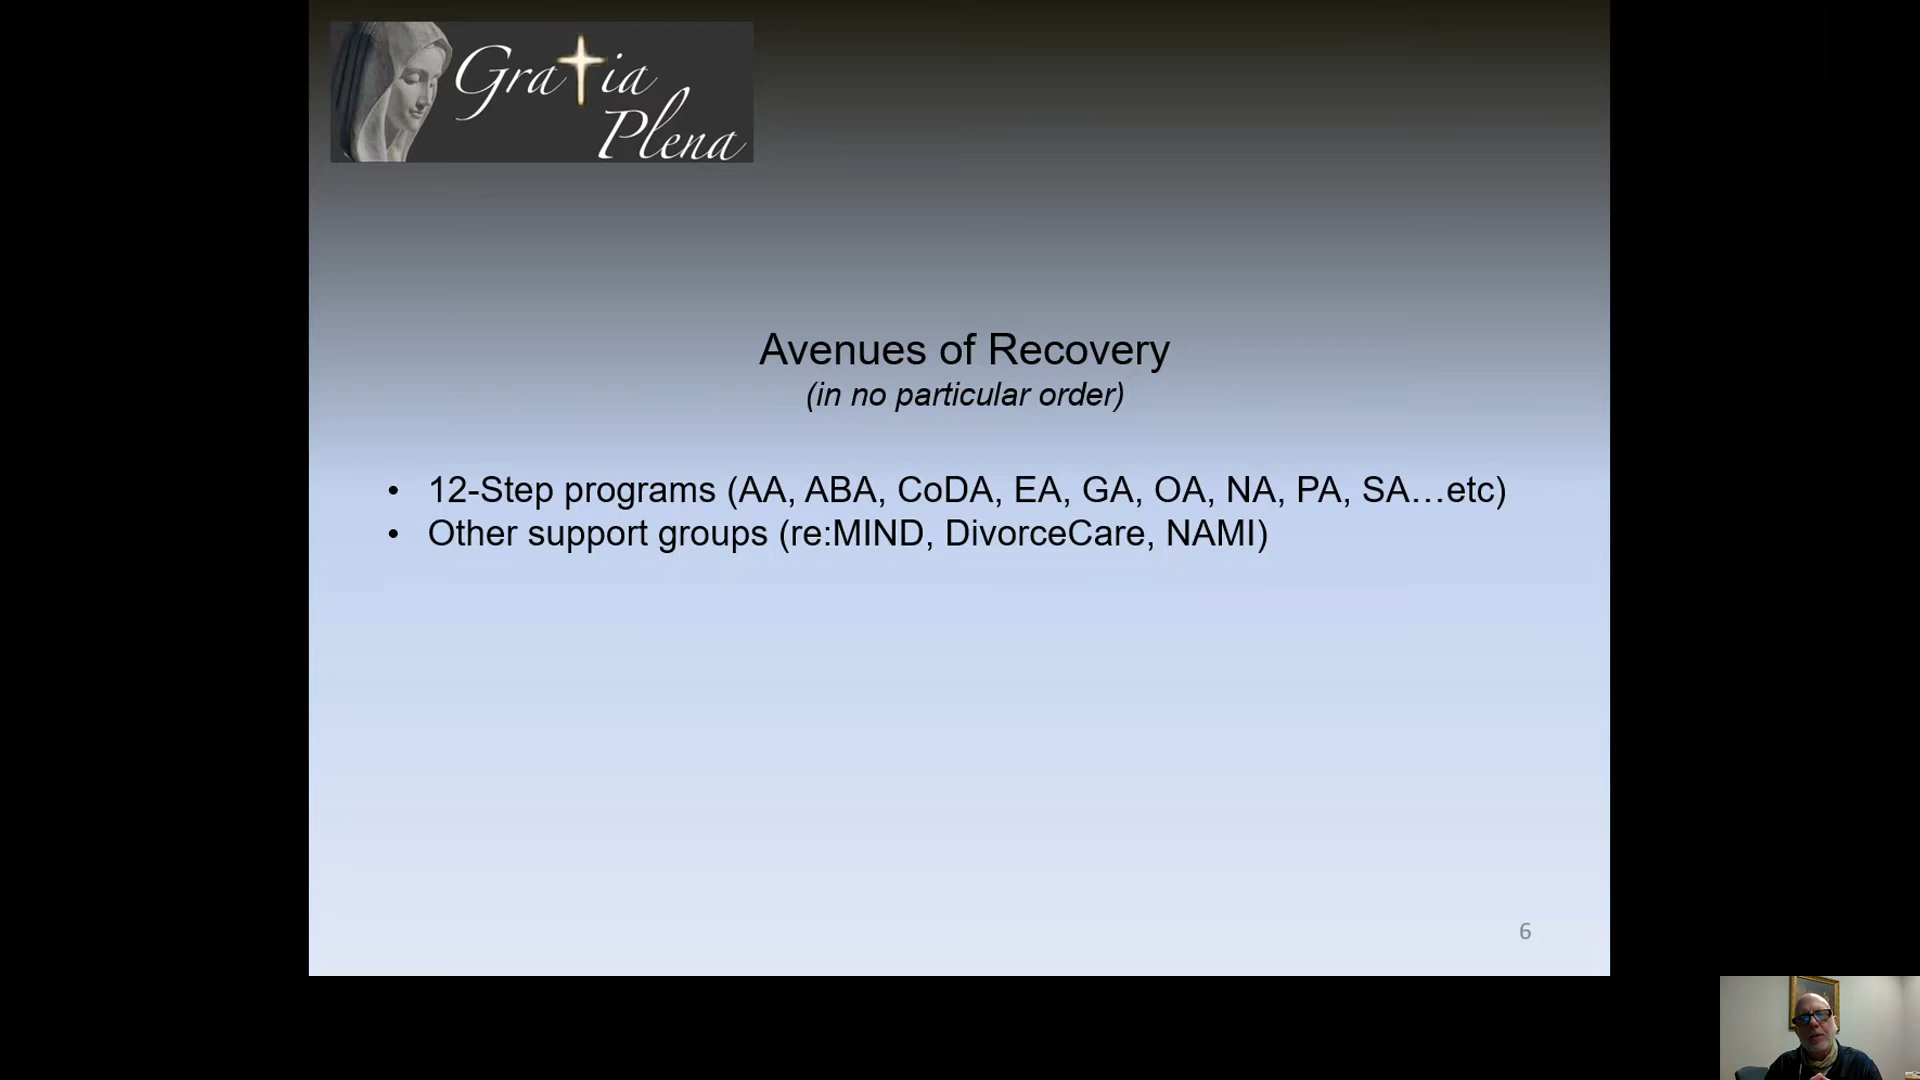 Gratia
Plena
Avenues of Recovery
(in no particular order)
• 12-Step programs (AA, ABA, CoDA, EA, GA, OA, NA, PA, SA…etc)
• Other support groups (re:MIND, DivorceCare, NAMI)
6